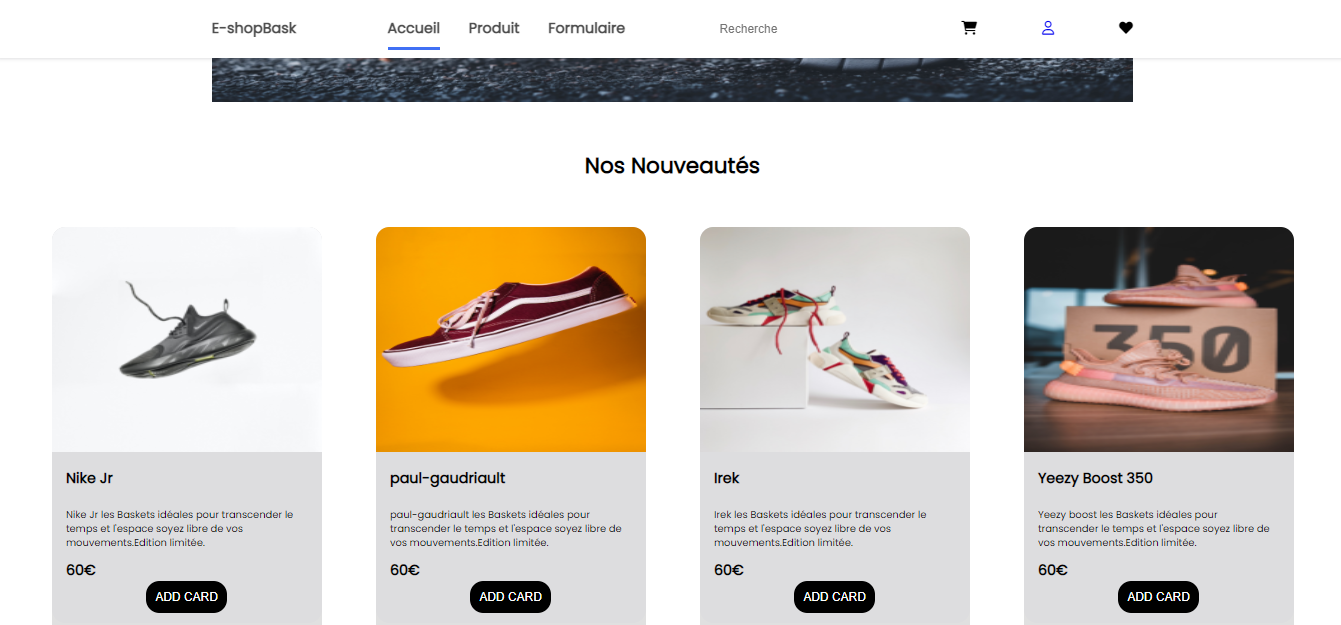 E-shopBask Accueil Produit Formulaire Recherche
Nos Nouveautés
350
Nike Jr
Nike Jr les Baskets idéales pour transcender le
temps et l'espace soyez libre de vos
mouvements.Edition limitée.
60€
ADD CARD
paul-gaudriault
paul-gaudriault les Baskets idéales pour
transcender le temps et l'espace soyez libre de
vos mouvements.Edition limitée.
60€
ADD CARD
Irek
Irek les Baskets idéales pour transcender le
temps et l'espace soyez libre de vos
mouvements.Edition limitée.
60€
ADD CARD
Yeezy Boost 350
Yeezy boost les Baskets idéales pour
transcender le temps et l'espace soyez libre de
vos mouvements.Edition limitée.
60€
ADD CARD